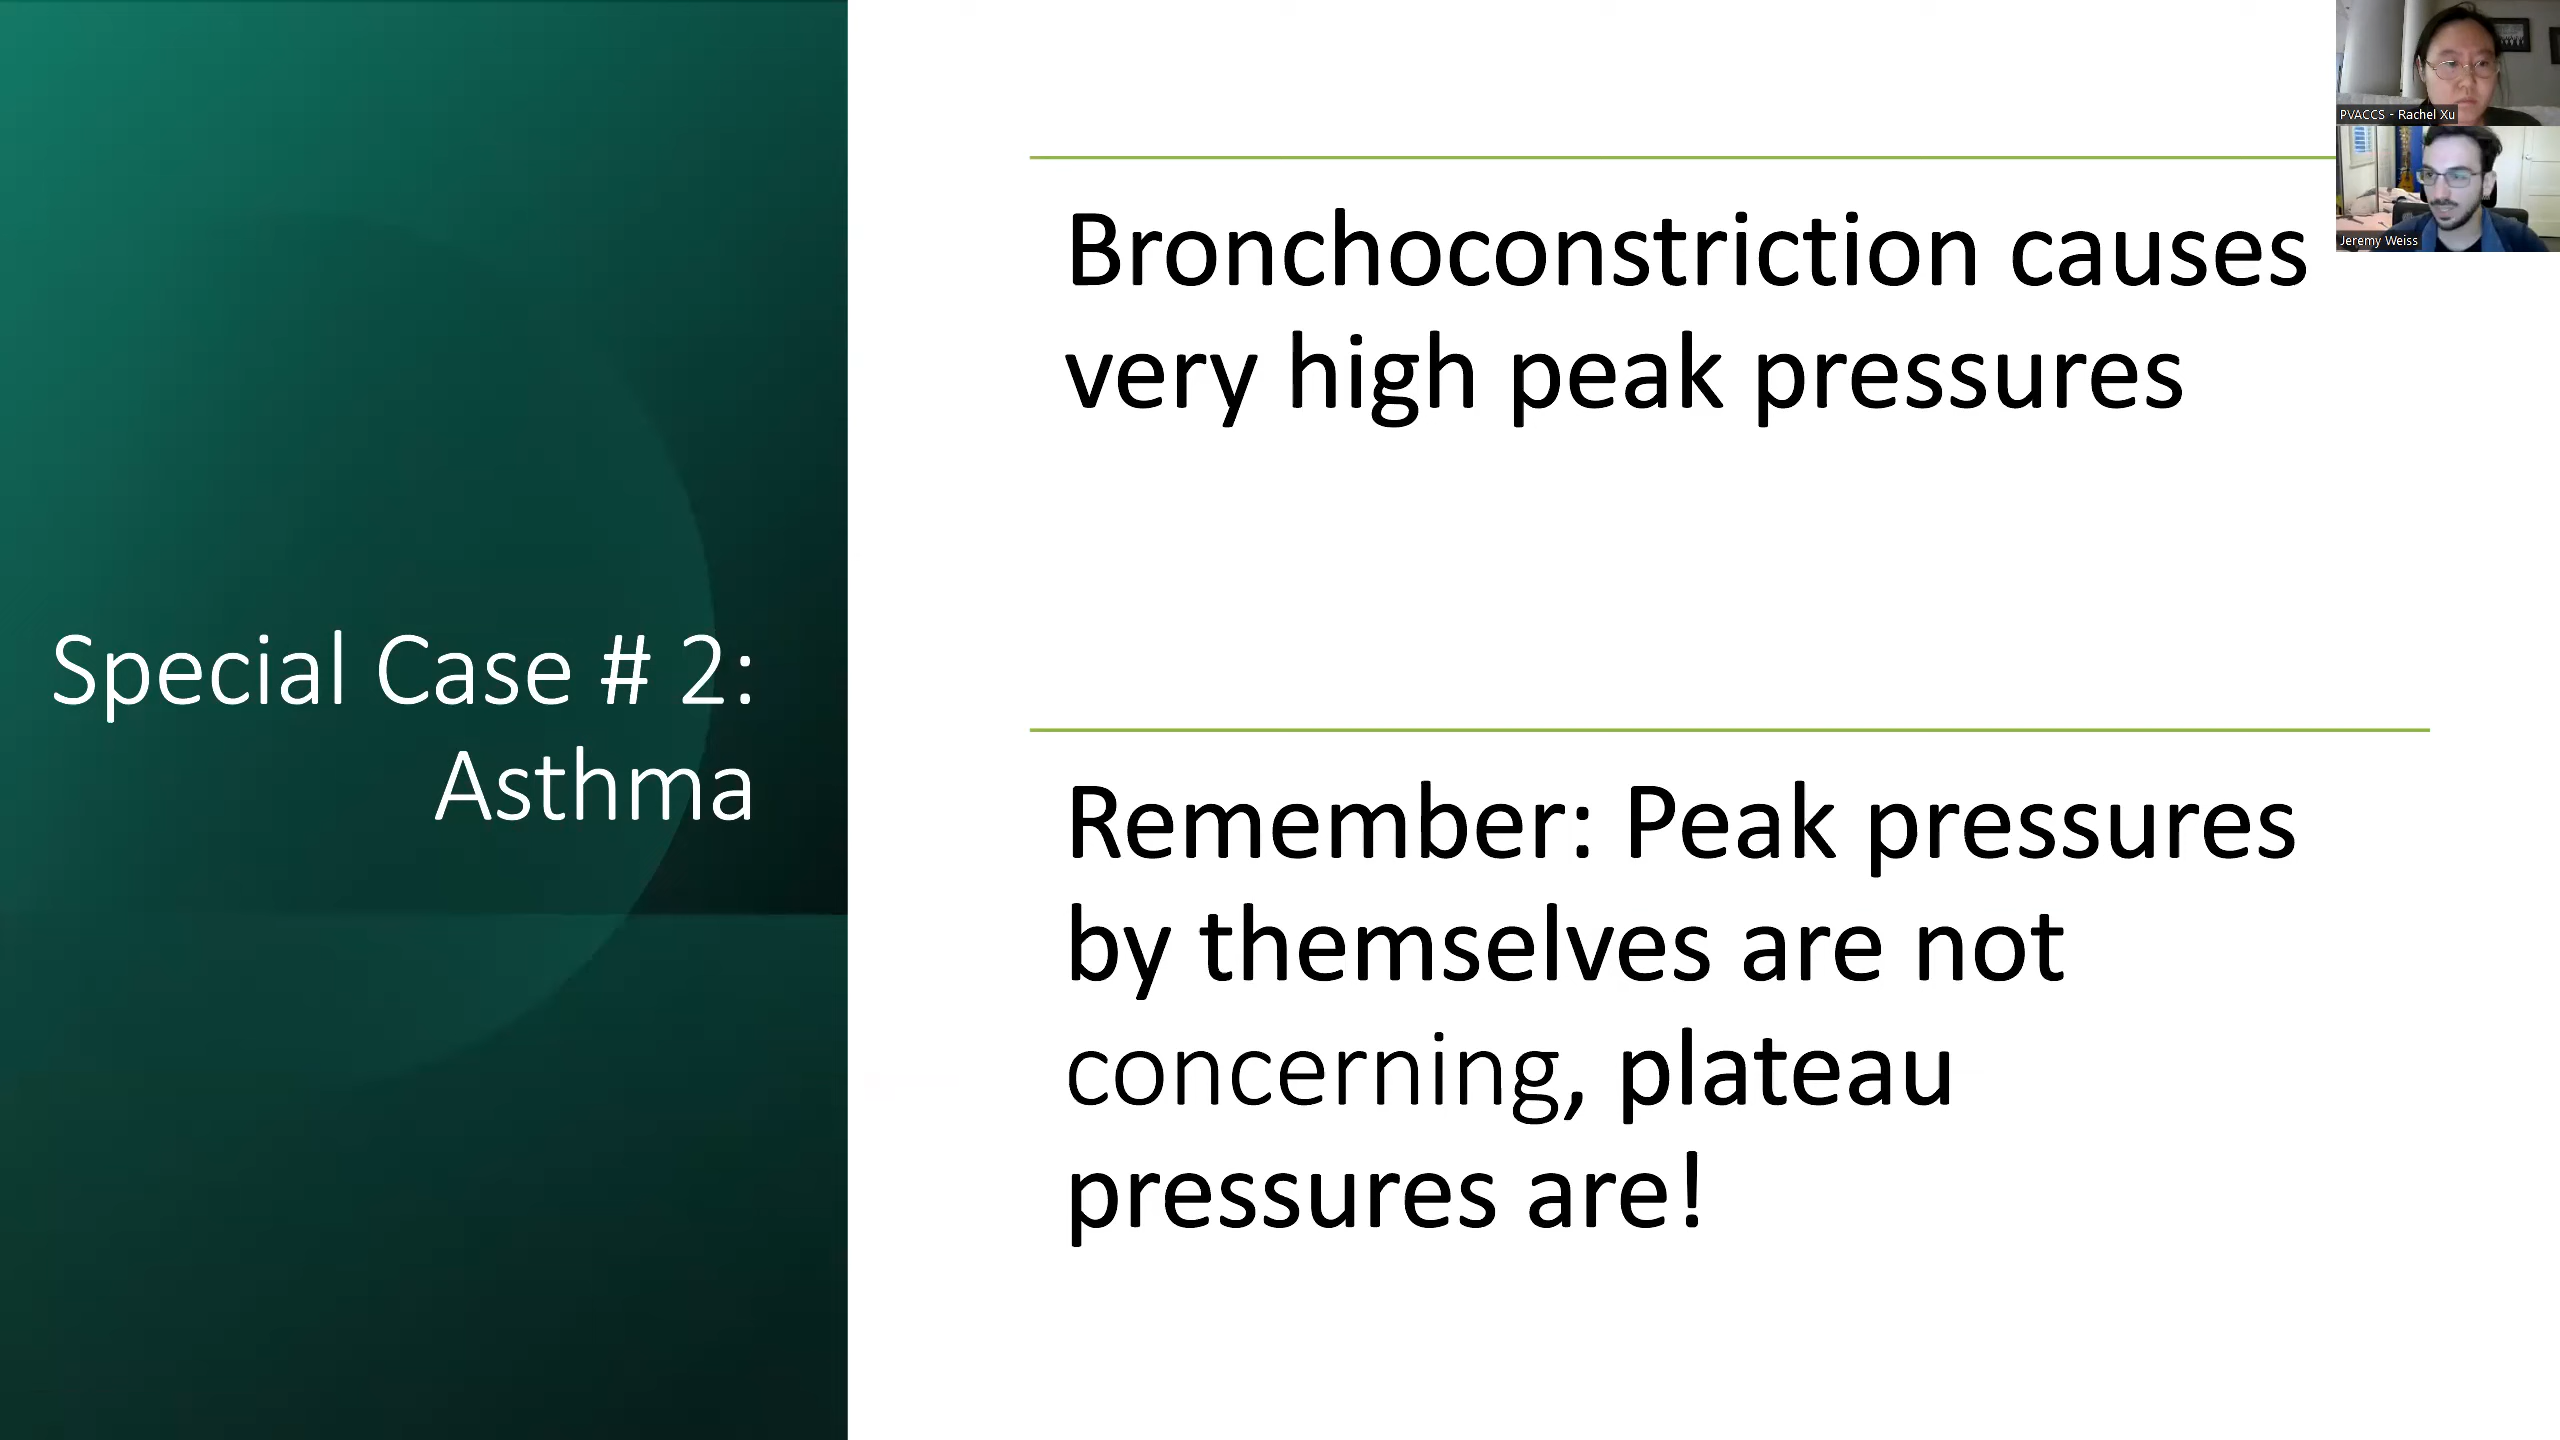 Special Case # 2:
Asthma
Bronchoconstriction causes
very high peak pressures
Remember: Peak pressures
by themselves are not
concerning, plateau
pressures are!
PVACCS - Rachel Xu
Jeremy Weiss